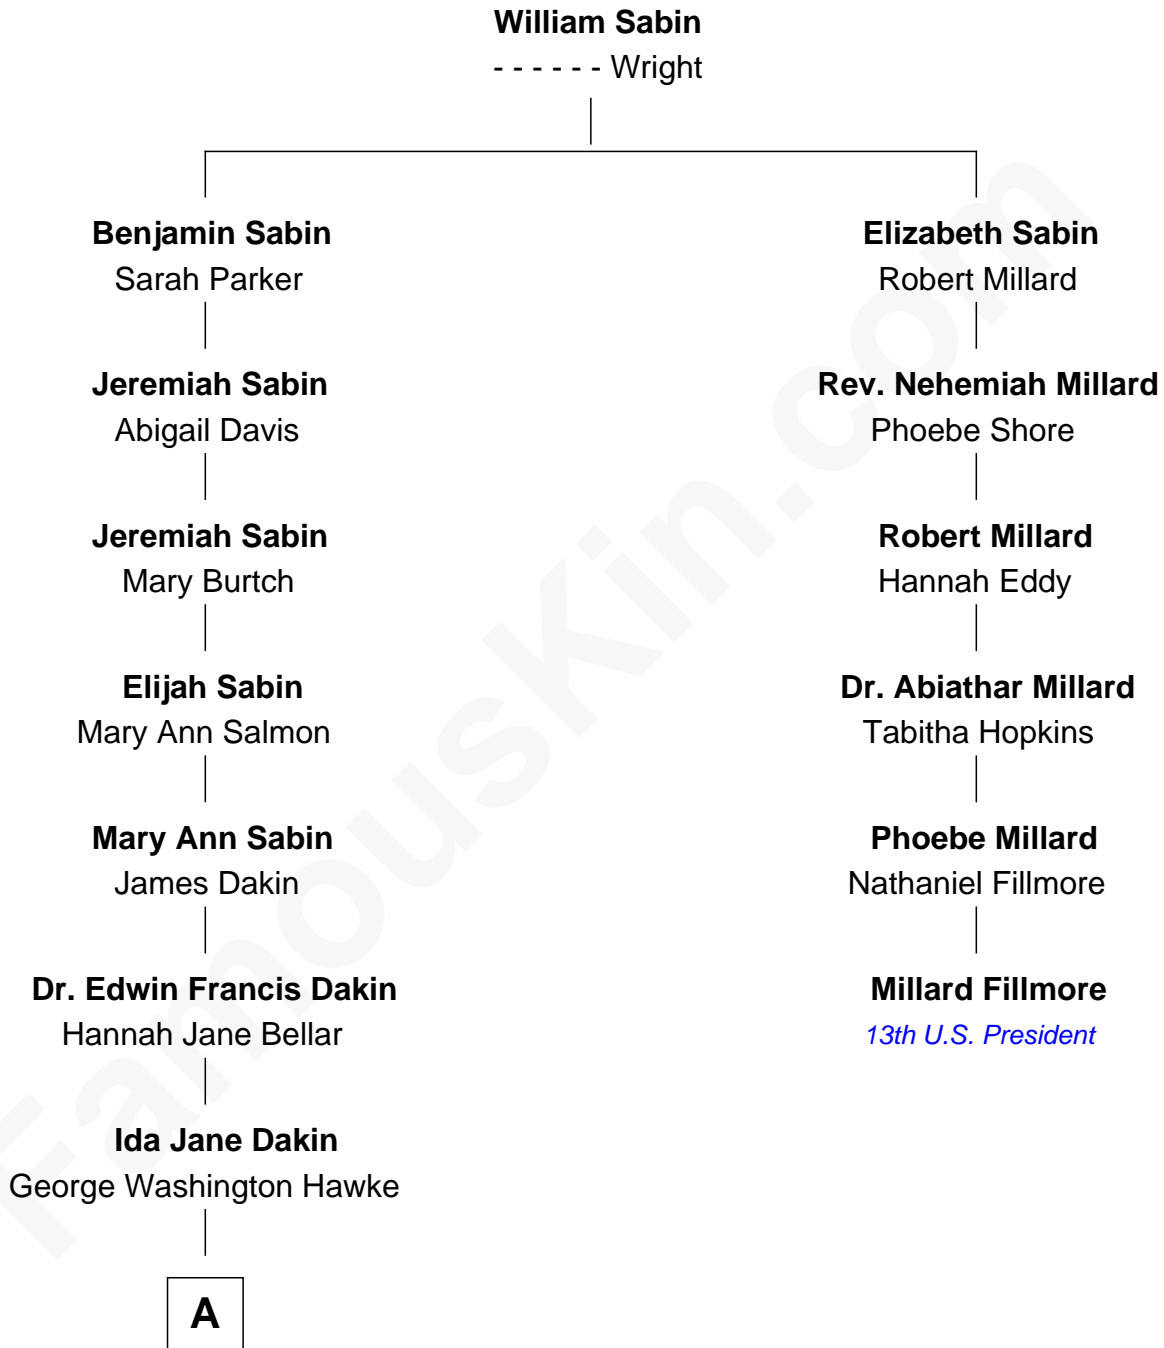 William Sabin
- - - - - - Wright
Benjamin Sabin
Sarah Parker
Elizabeth Sabin
Robert Millard
Jeremiah Sabin
Abigail Davis
Rev. Nehemiah Millard
Phoebe Shore
Jeremiah Sabin
Mary Burtch
Robert Millard
Hannah Eddy
Elijah Sabin
Mary Ann Salmon
Dr. Abiathar Millard
Tabitha Hopkins
Mary Ann Sabin
James Dakin
Phoebe Millard
Nathaniel Fillmore
Dr. Edwin Francis Dakin
Hannah Jane Bellar
Millard Fillmore
13th U.S. President
Ida Jane Dakin
George Washington Hawke
A
FamousKin.com